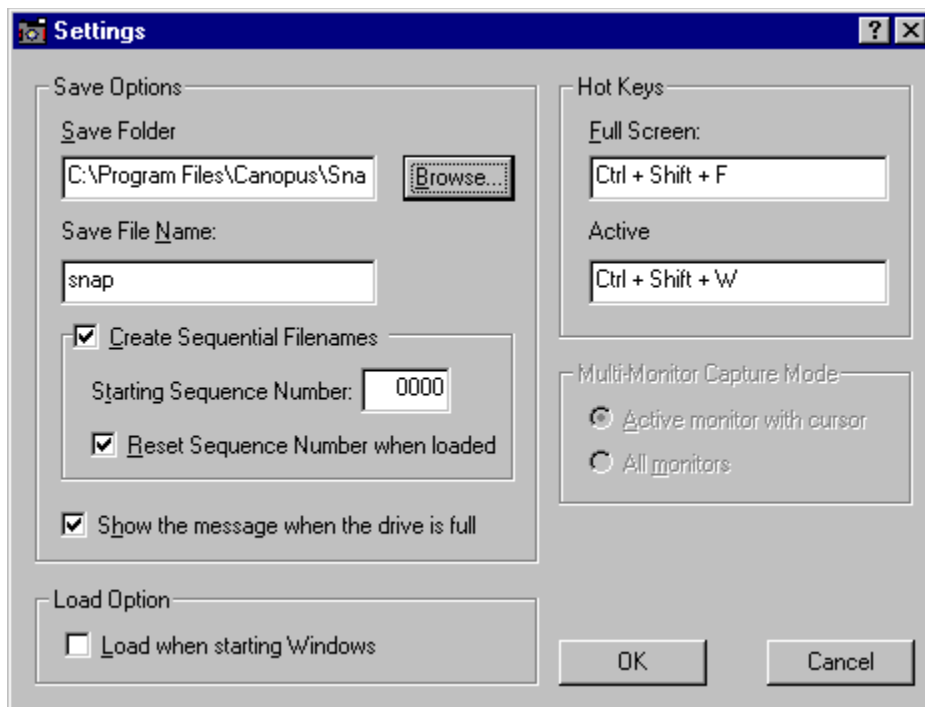 Settings
Save Options
Save Folder
C:\Program Files\Canopus\Sna
Browse...
Save File Name:
snap
Create Sequential Filenames
Starting Sequence Number:
0000
Reset Sequence Number when loaded
Show the message when the drive is full
Load Option
Load when starting Windows
Hot Keys
Full Screen:
Ctrl + Shift + F
Active
Ctrl + Shift + W
Multi-Monitor Capture Mode
Active monitor with cursor
All monitors
OK
Cancel